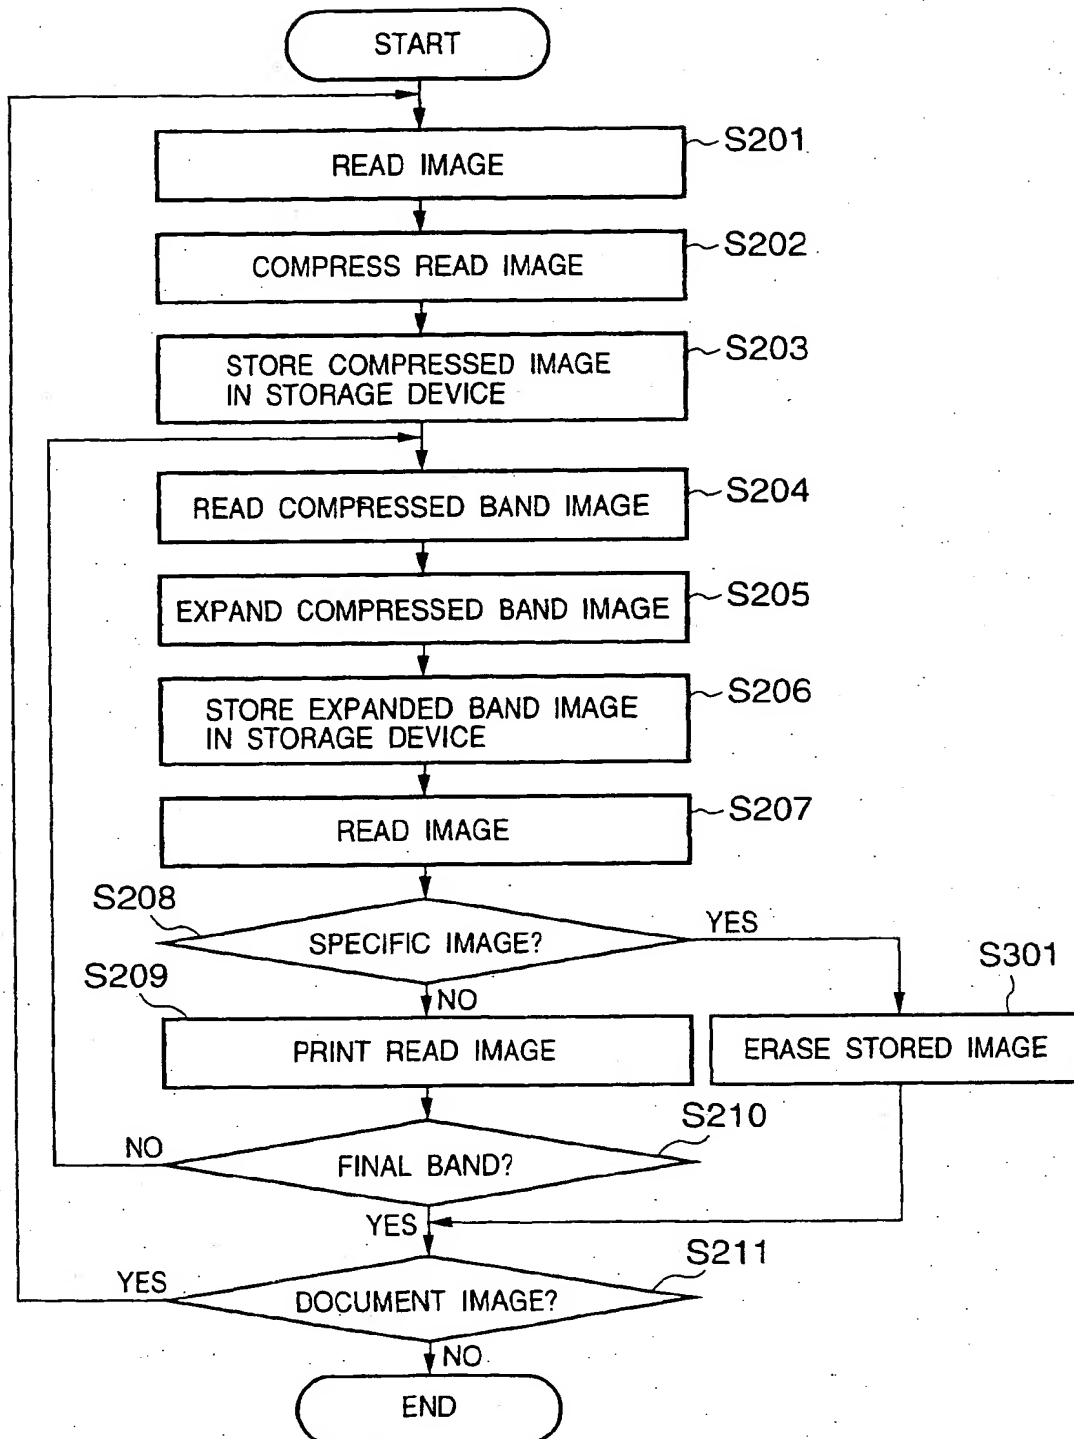 START
READ IMAGE
S201
COMPRESS READ IMAGE
S202
STORE COMPRESSED IMAGE
IN STORAGE DEVICE
S203
READ COMPRESSED BAND IMAGE
S204
EXPAND COMPRESSED BAND IMAGE
S205
STORE EXPANDED BAND IMAGE
IN STORAGE DEVICE
S206
READ IMAGE
S207
S208
SPECIFIC IMAGE?
YES
NO
S209
PRINT READ IMAGE
S301
ERASE STORED IMAGE
S210
FINAL BAND?
NO
YES
S211
DOCUMENT IMAGE?
YES
NO
END